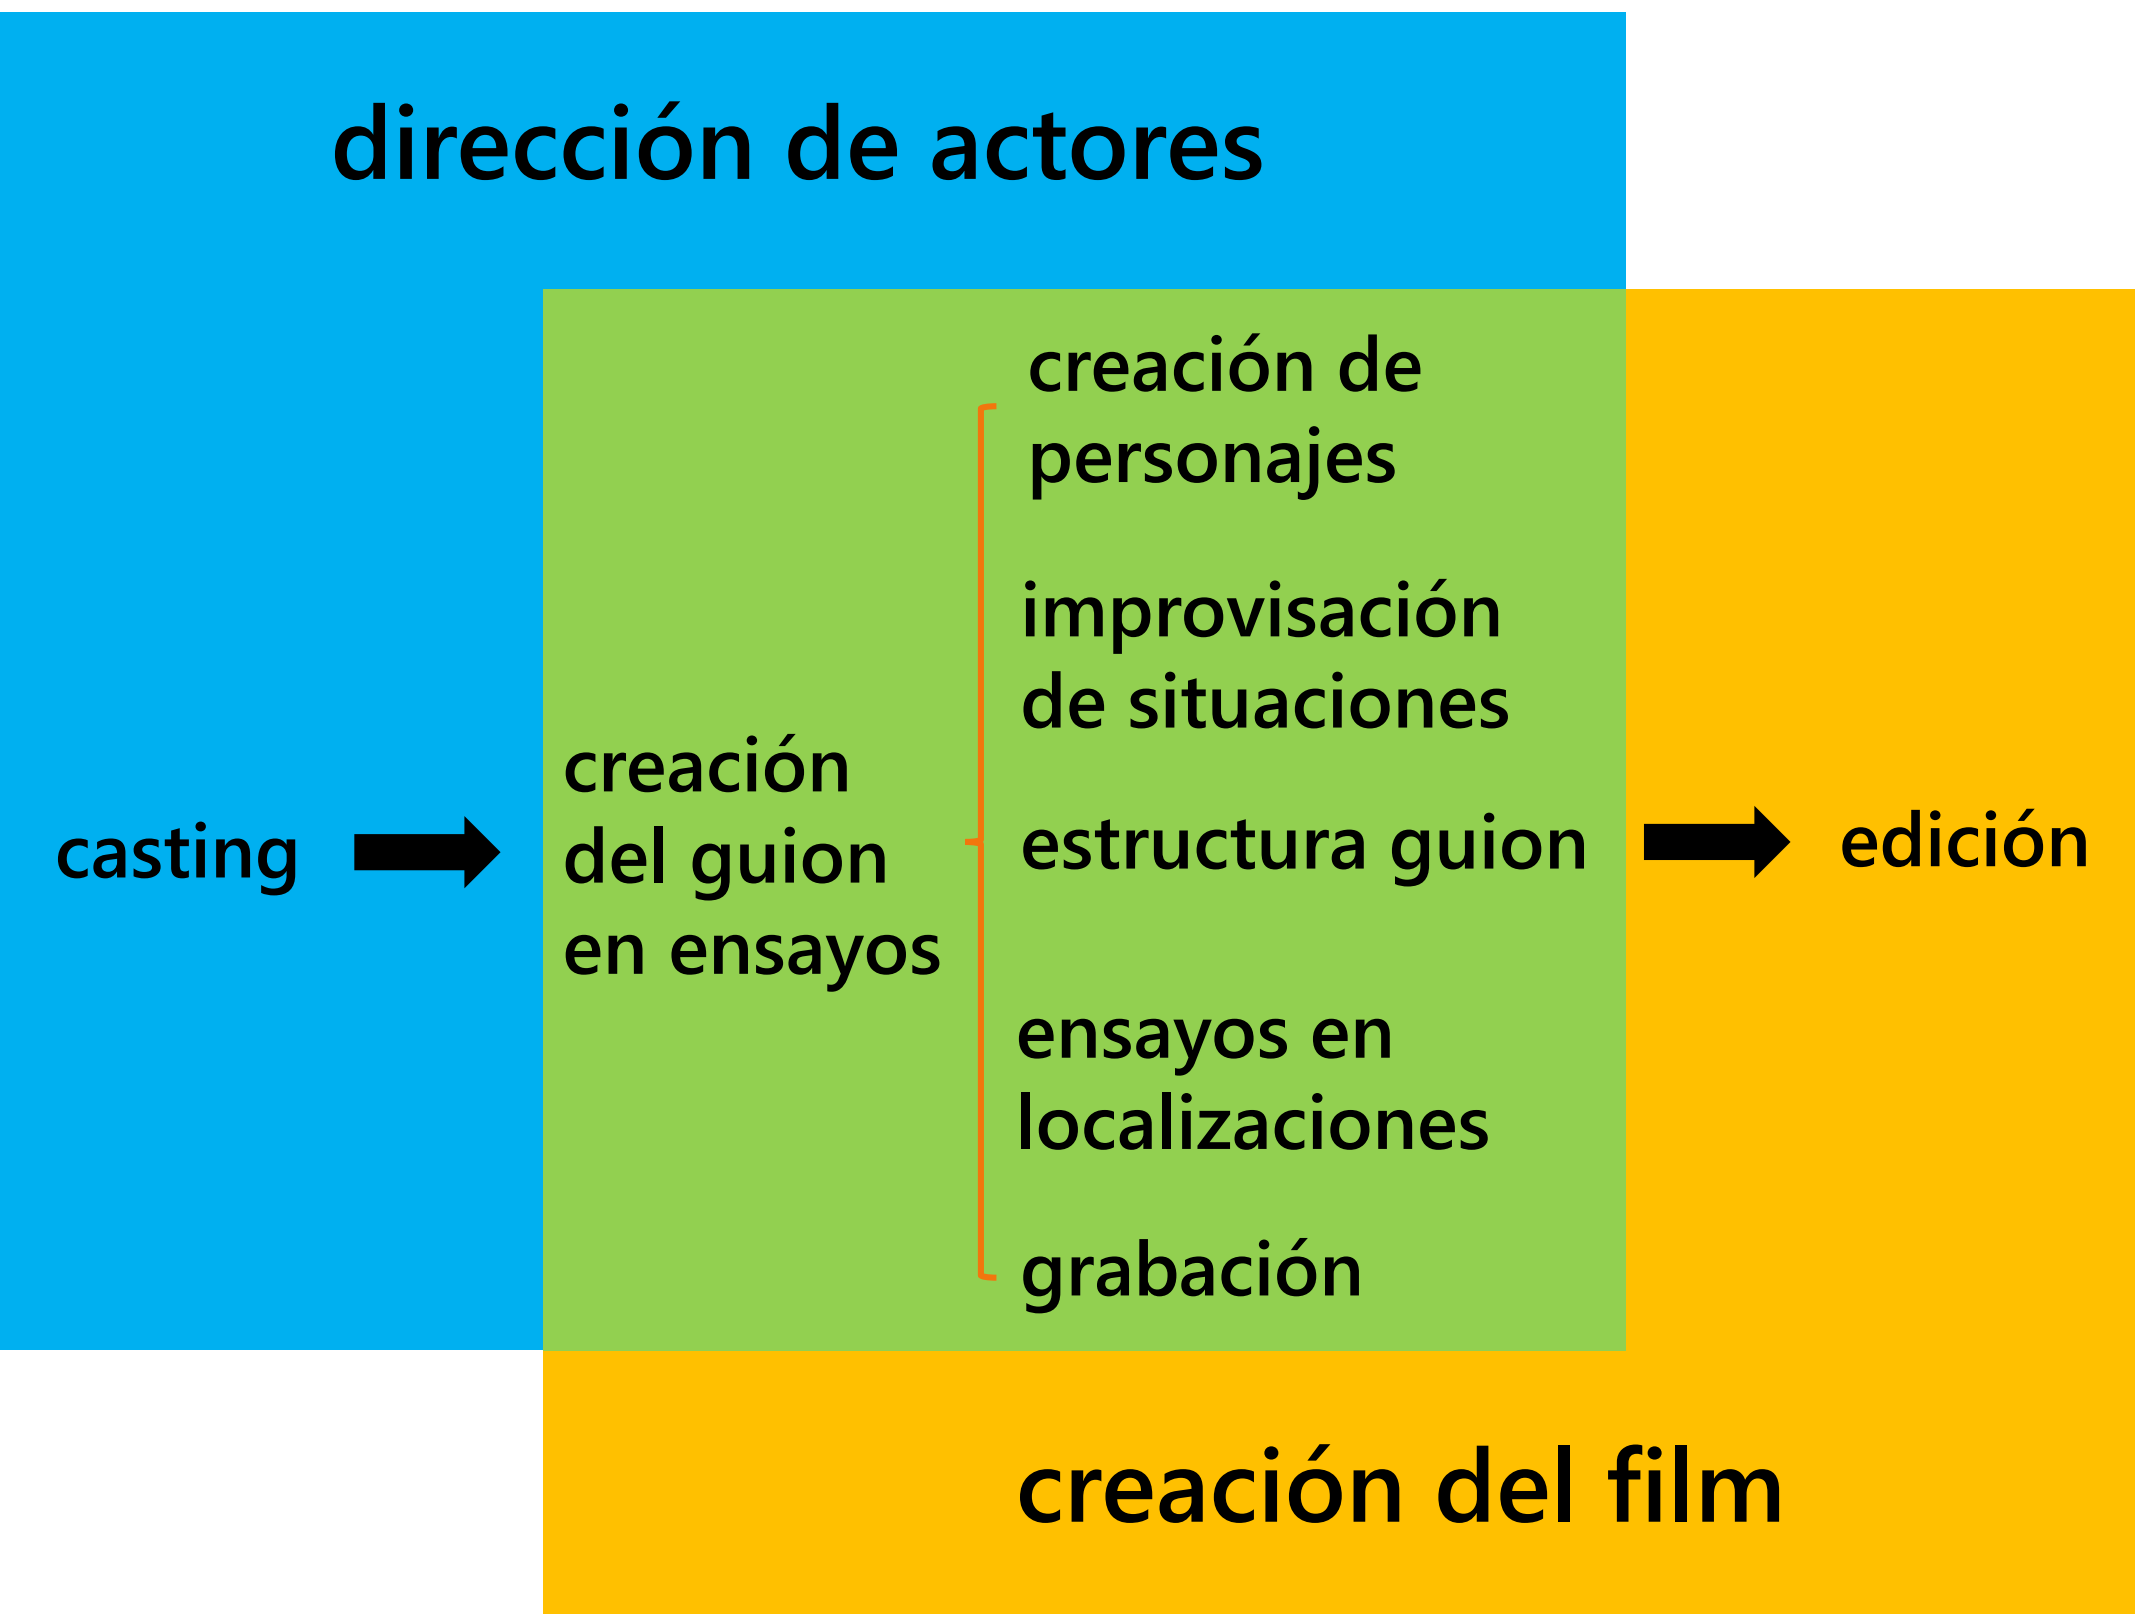 dirección de actores
casting
creación
del guion
en ensayos
creación de
personajes
improvisación
de situaciones
estructura guion
ensayos en
localizaciones
grabación
edición
creación del film